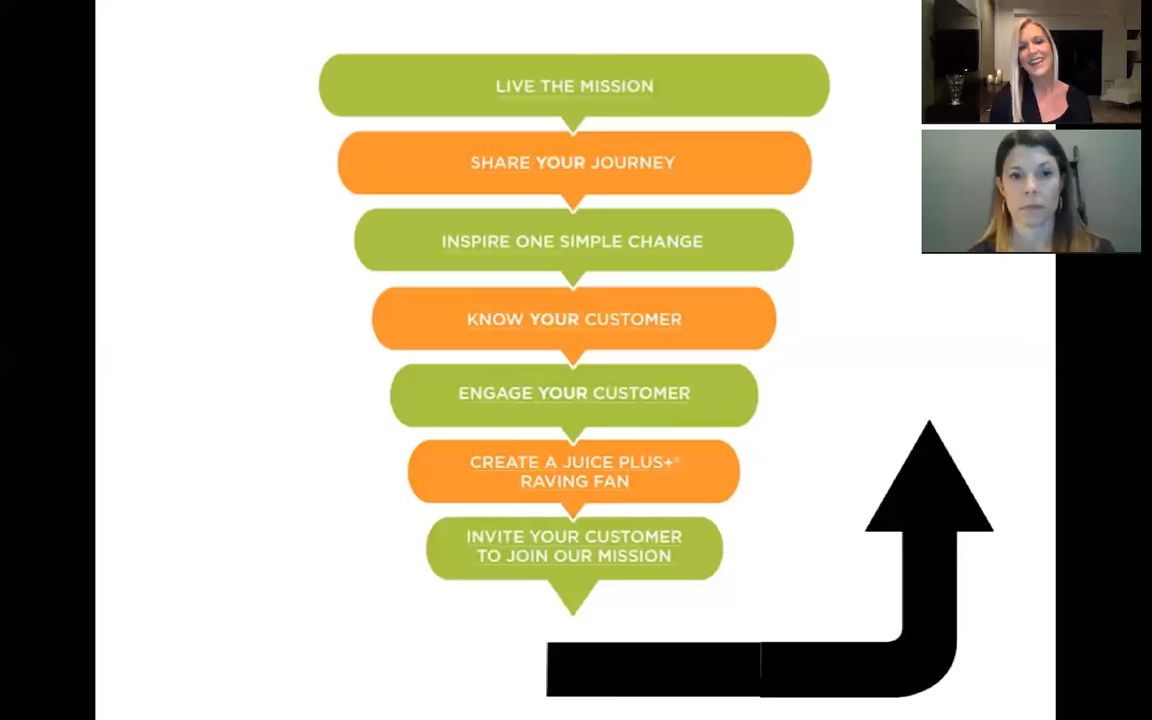 LIVE THE MISSION
SHARE YOUR JOURNEY
INSPIRE ONE SIMPLE CHANGE
KNOW YOUR CUSTOMER
ENGAGE YOUR CUSTOMER
CREATE A JUICE PLUS+®
RAVING FAN
INVITE YOUR CUSTOMER
TO JOIN OUR MISSION